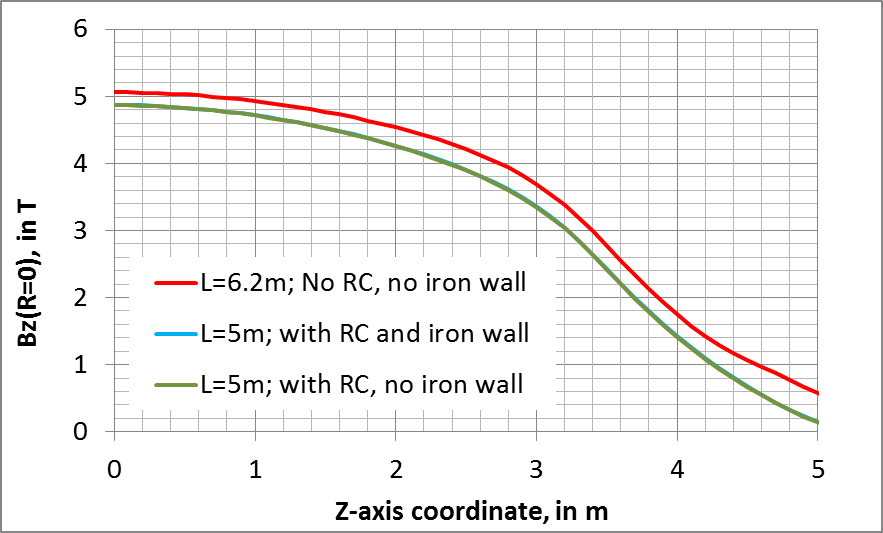 6
5
4
3
2
1
0
Bz(R=0), in T
L=6.2m; No RC, no iron wall
L=5m; with RC and iron wall
L=5m; with RC, no iron wall
0 1 2 3 4 5
Z-axis coordinate, in m